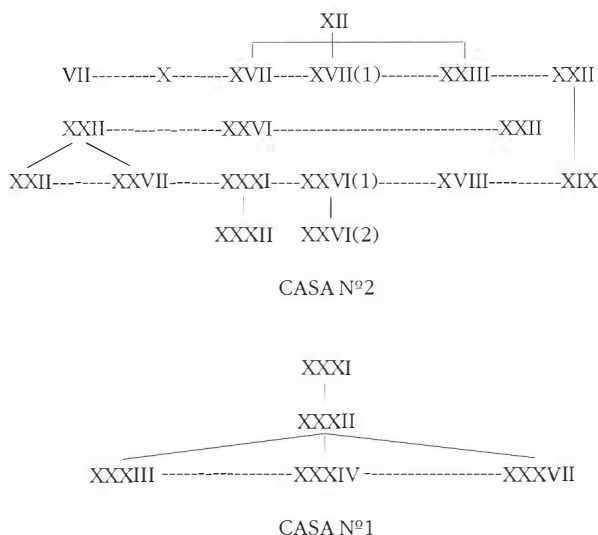 XII
VII X XVII XVII(1) XXIII XXII
XXII XXVI XXII
XXII XXVII XXXI XXVI(1) XVIII XIX
XXXII XXVI(2)
CASA Nº2
XXXI
XXXII
XXXIII XXXIV XXXVII
CASA Nº1